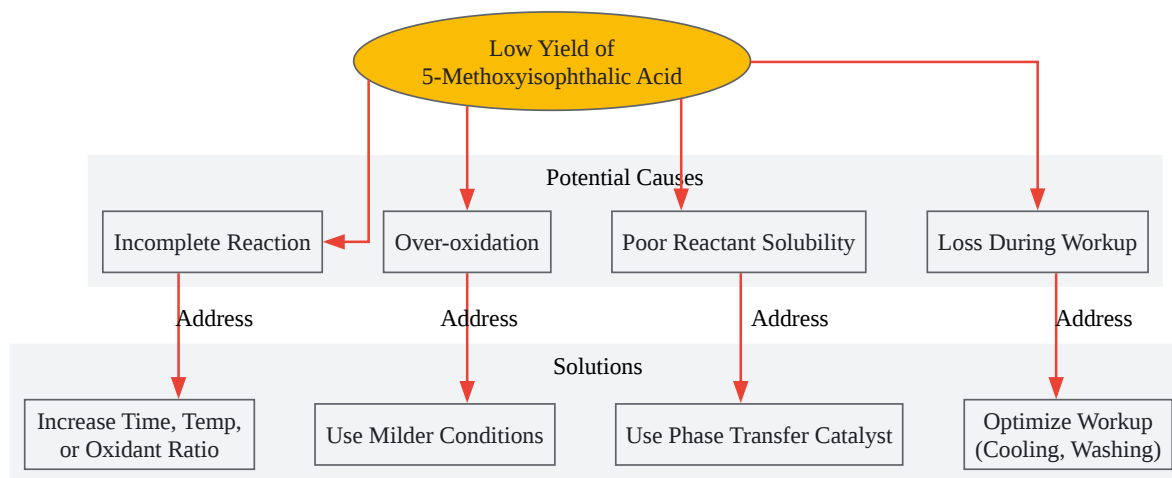 Low Yield of
5-Methoxyisophthalic Acid
Potential Causes
Incomplete Reaction
Over-oxidation
Poor Reactant Solubility
Loss During Workup
Address
Address
Address
Address
Solutions
Increase Time, Temp,
or Oxidant Ratio
Use Milder Conditions
Use Phase Transfer Catalyst
Optimize Workup
(Cooling, Washing)